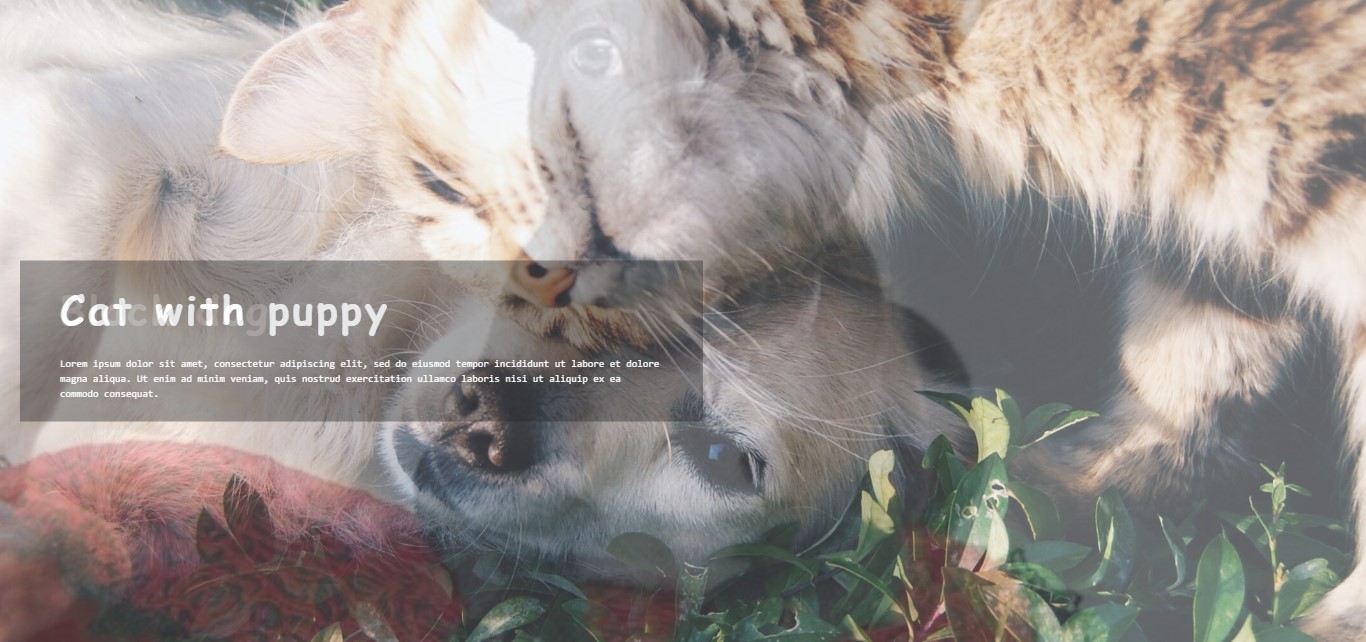 Cat with puppy
Lorem ipsum dolor sit amet, consectetur adipiscing elit, sed do eiusmod tempor incididunt ut labore et dolore
magna aliqua. Ut enim ad minim veniam, quis nostrud exercitation ullamco laboris nisi ut aliquip ex ea
commodo consequat.